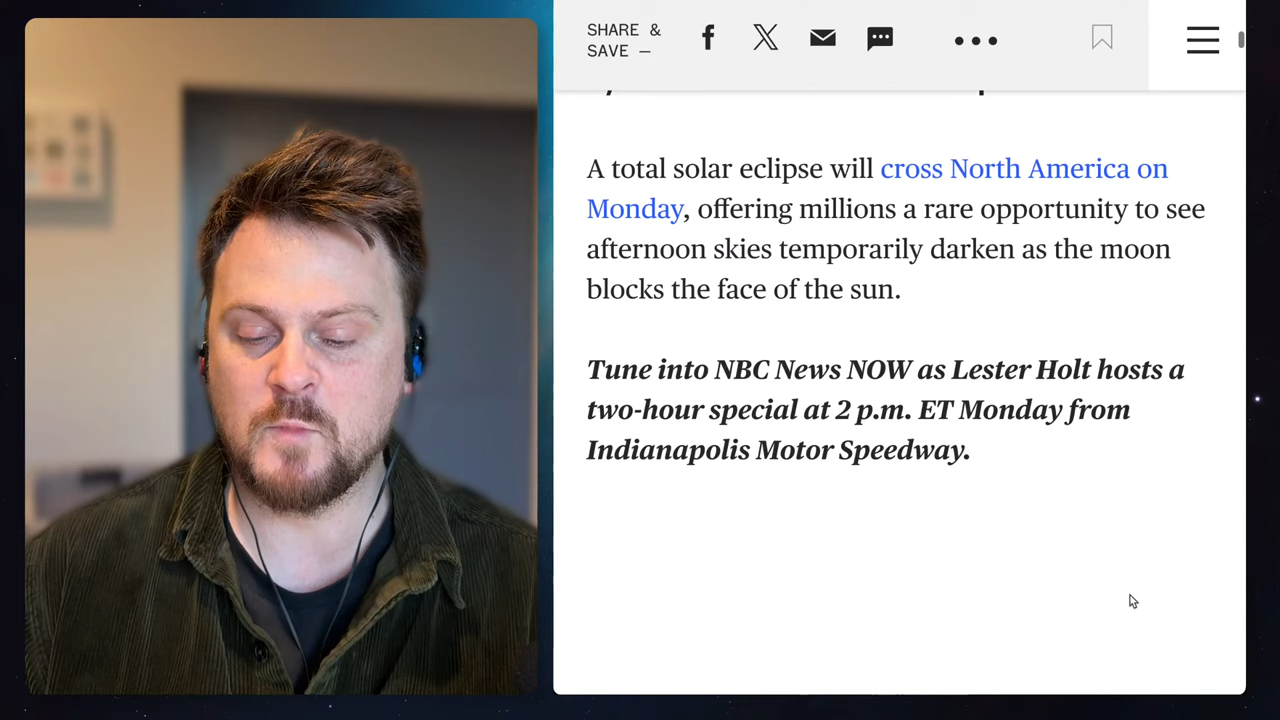 SHARE &
SAVE —
A total solar eclipse will cross North America on
Monday, offering millions a rare opportunity to see
afternoon skies temporarily darken as the moon
blocks the face of the sun.
Tune into NBC News NOW as Lester Holt hosts a
two-hour special at 2 p.m. ET Monday from
Indianapolis Motor Speedway.